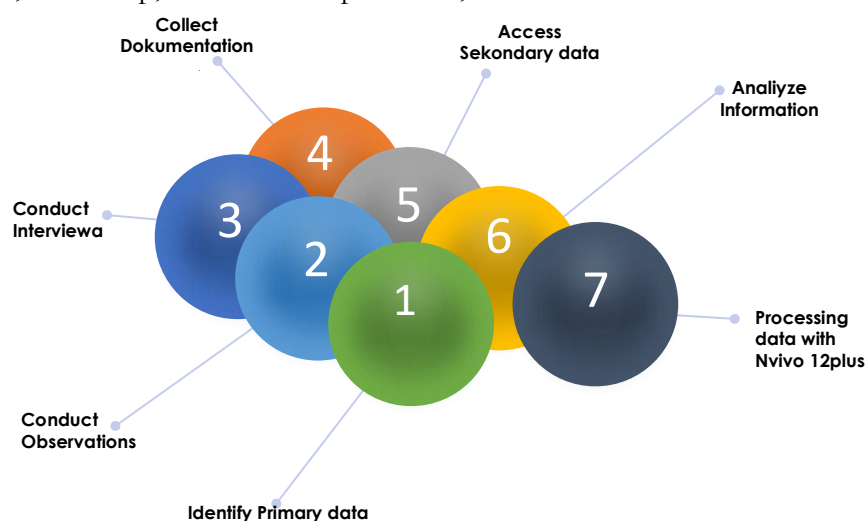 Collect
Dokumentation
Access
Sekondary data
Analiyze
Information
4
5
3
6
2
7
1
Conduct
Interviewa
Processing
data with
Nvivo 12plus
Conduct
Observations
Identify Primary data